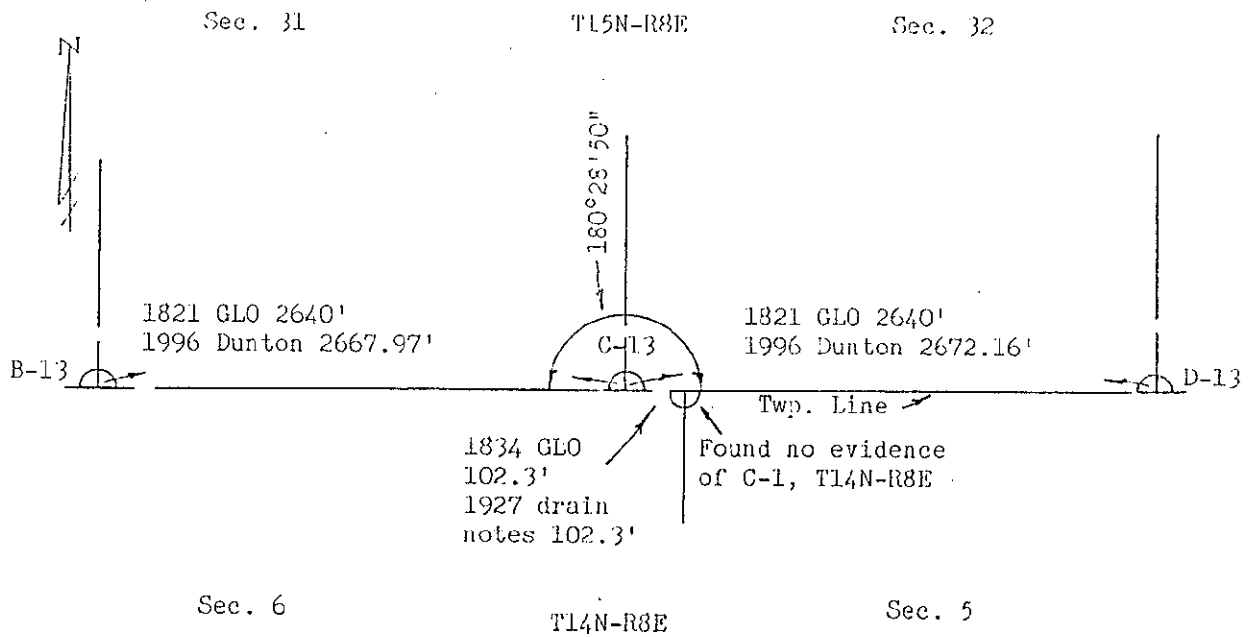 Sec. 31
T15N-R8E
Sec. 32
N
180°28'50"
1821 GLO 2640'
1996 Dunton 2667.97'
1821 GLO 2640'
1996 Dunton 2672.16'
B-13
C-13
D-13
Twp. Line
1834 GLO
102.3'
1927 drain
notes 102.3'
Found no evidence
of C-1, T14N-R8E
Sec. 6
T14N-R8E
Sec. 5